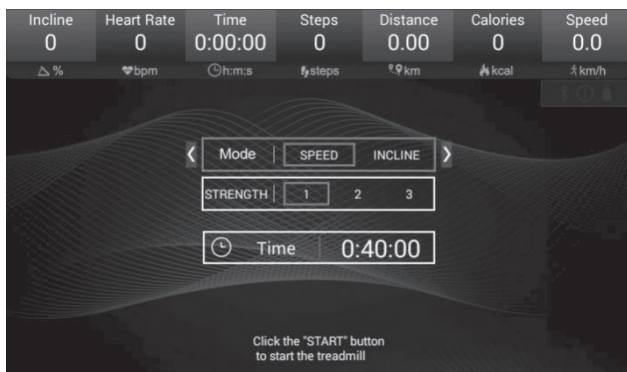 Incline Heart Rate Time Steps Distance Calories Speed
0 0 0:00:00 0 0.00 0 0.0
% bpm h:m:s steps km kcal km/h
Mode SPEED INCLINE
STRENGTH 1 2 3
Time 0:40:00
Click the "START" button
to start the treadmill